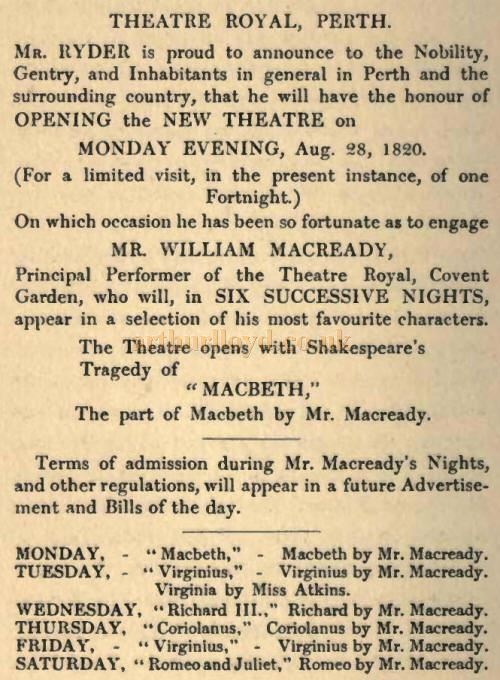 THEATRE ROYAL, PERTH.
MR. RYDER is proud to announce to the Nobility,
Gentry, and Inhabitants in general in Perth and the
surrounding country, that he will have the honour of
OPENING the NEW THEATRE on
MONDAY EVENING, Aug. 28, 1820.
(For a limited visit, in the present instance, of one
Fortnight.)
On which occasion he has been so fortunate as to engage
MR. WILLIAM MACREADY,
Principal Performer of the Theatre Royal, Covent
Garden, who will, in SIX SUCCESSIVE NIGHTS,
appear in a selection of his most favourite characters.
arthurlloyd.co.uk
The Theatre opens with Shakespeare's
Tragedy of
"MACBETH,"
The part of Macbeth by Mr. Macready.
Terms of admission during Mr. Macready's Nights,
and other regulations, will appear in a future Advertise-
ment and Bills of the day.
MONDAY, - "Macbeth," - Macbeth by Mr. Macready.
TUESDAY, - "Virginius," - Virginius by Mr. Macready.
Virginia by Miss Atkins.
WEDNESDAY, "Richard III.," Richard by Mr. Macready.
THURSDAY, "Coriolanus," Coriolanus by Mr. Macready.
FRIDAY - "Virginius," - Virginius by Mr. Macready.
SATURDAY, "Romeo and Juliet," Romeo by Mr. Macready.